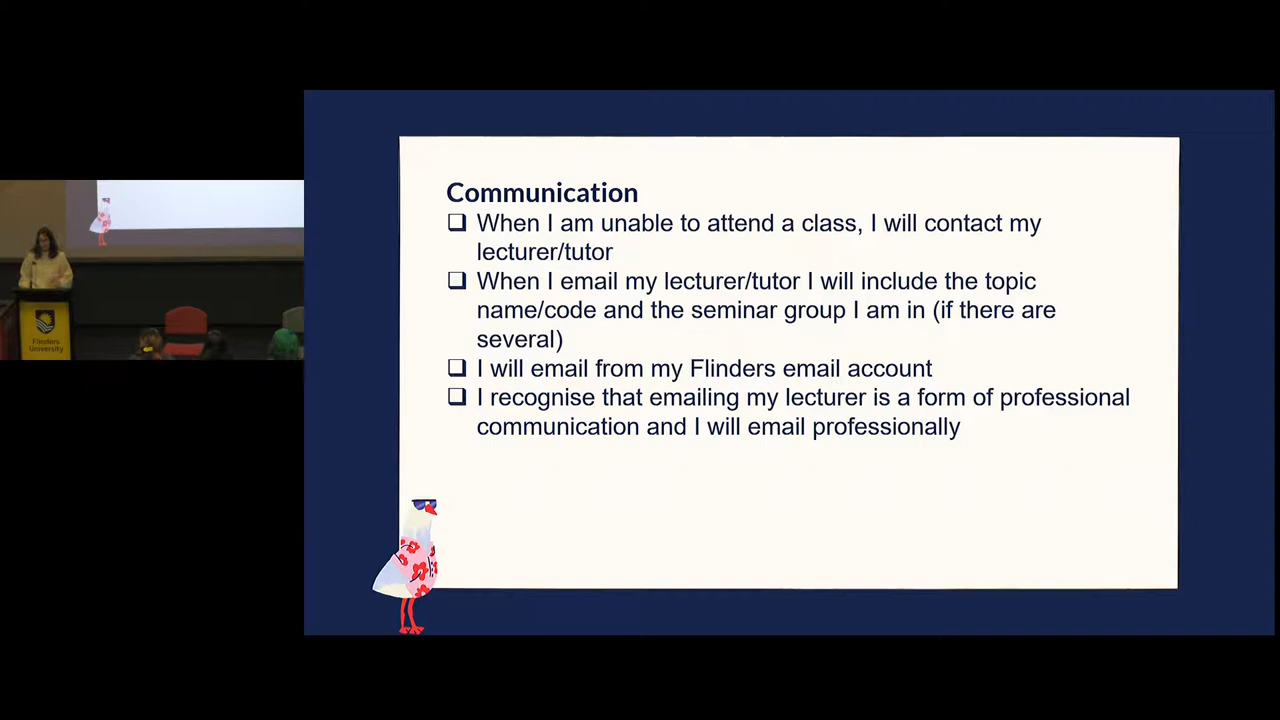 Communication
❑ When I am unable to attend a class, I will contact my
lecturer/tutor
❑ When I email my lecturer/tutor I will include the topic
name/code and the seminar group I am in (if there are
several)
❑ I will email from my Flinders email account
❑ I recognise that emailing my lecturer is a form of professional
communication and I will email professionally
Flinders
University